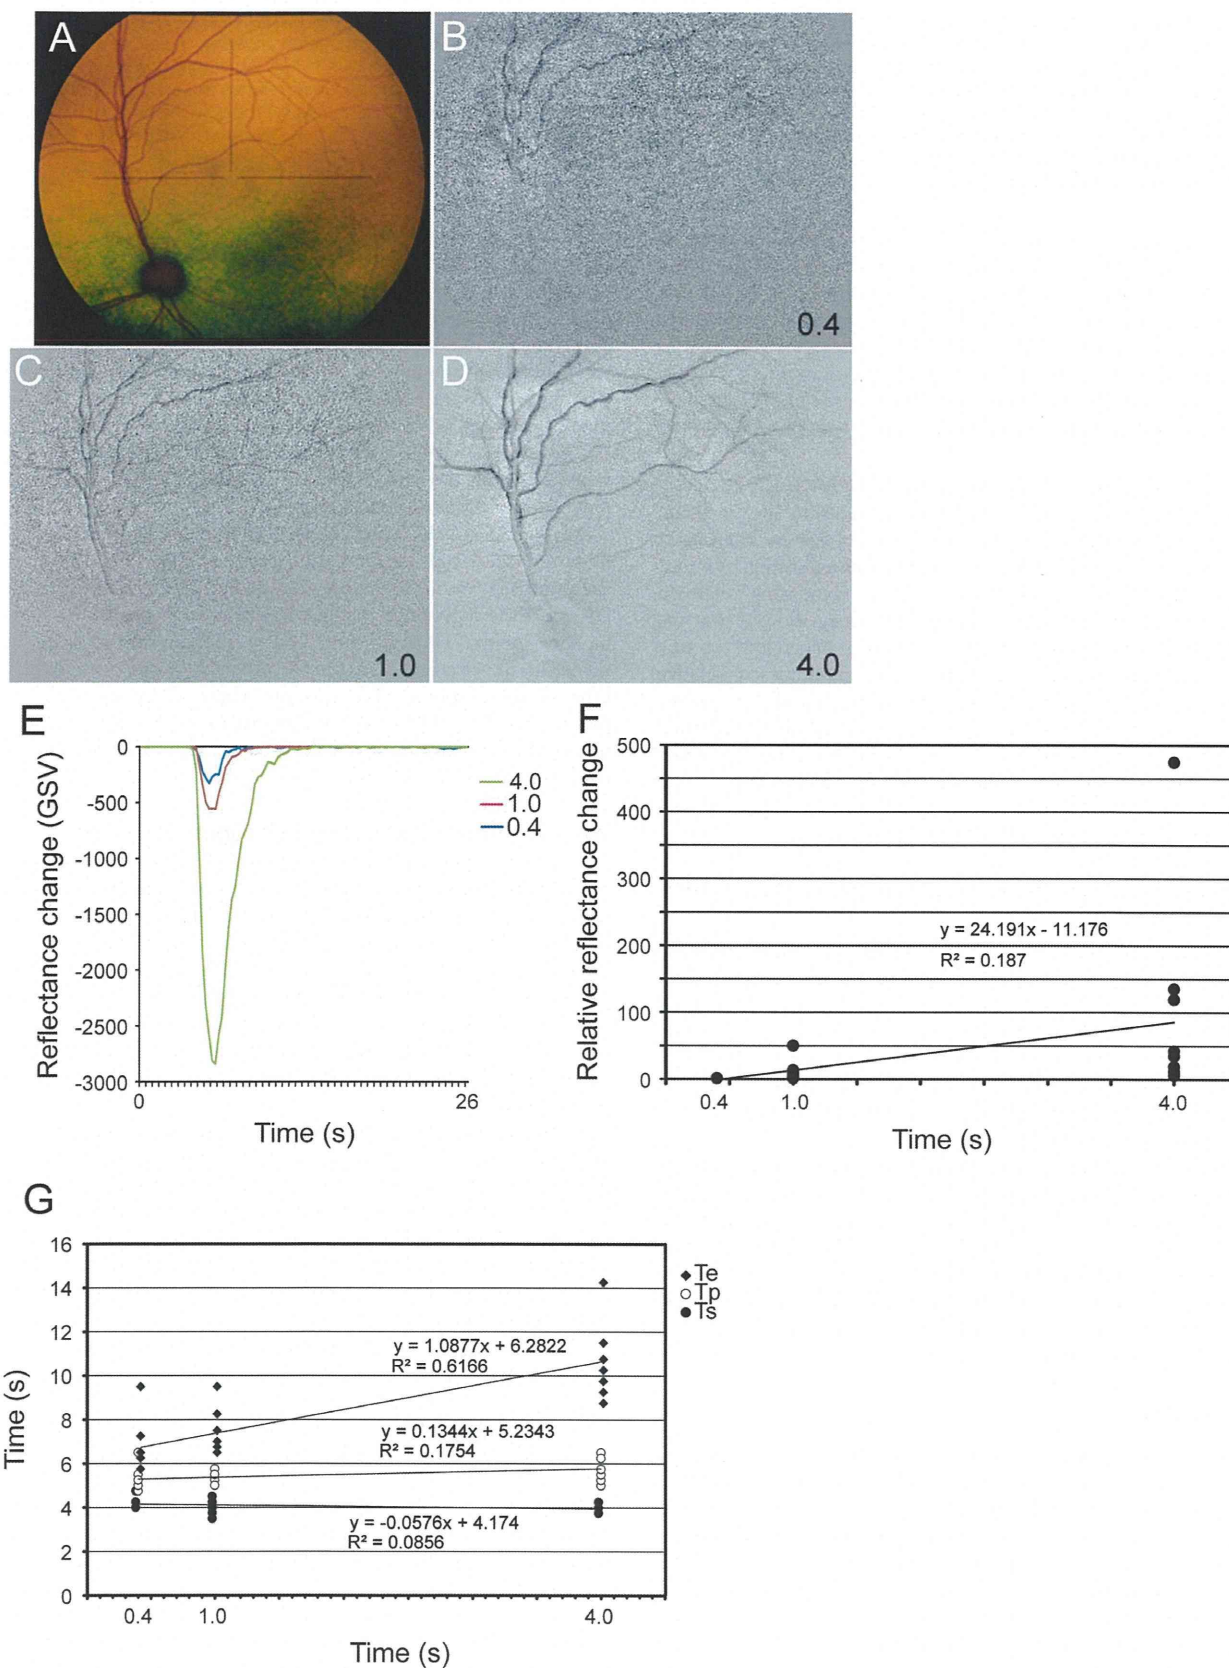 A
B
0.4
C
1.0
D
4.0
E
Reflectance change (GSV)
0
-500
-1000
-1500
-2000
-2500
-3000
0
26
Time (s)
4.0
1.0
0.4
F
Relative reflectance change
500
400
300
200
100
0
y = 24.191x - 11.176
R² = 0.187
0.4
1.0
4.0
Time (s)
G
Time (s)
16
14
12
10
8
6
4
2
0
y = 1.0877x + 6.2822
R² = 0.6166
y = 0.1344x + 5.2343
R² = 0.1754
y = -0.0576x + 4.174
R² = 0.0856
Te
Tp
Ts
0.4
1.0
4.0
Time (s)